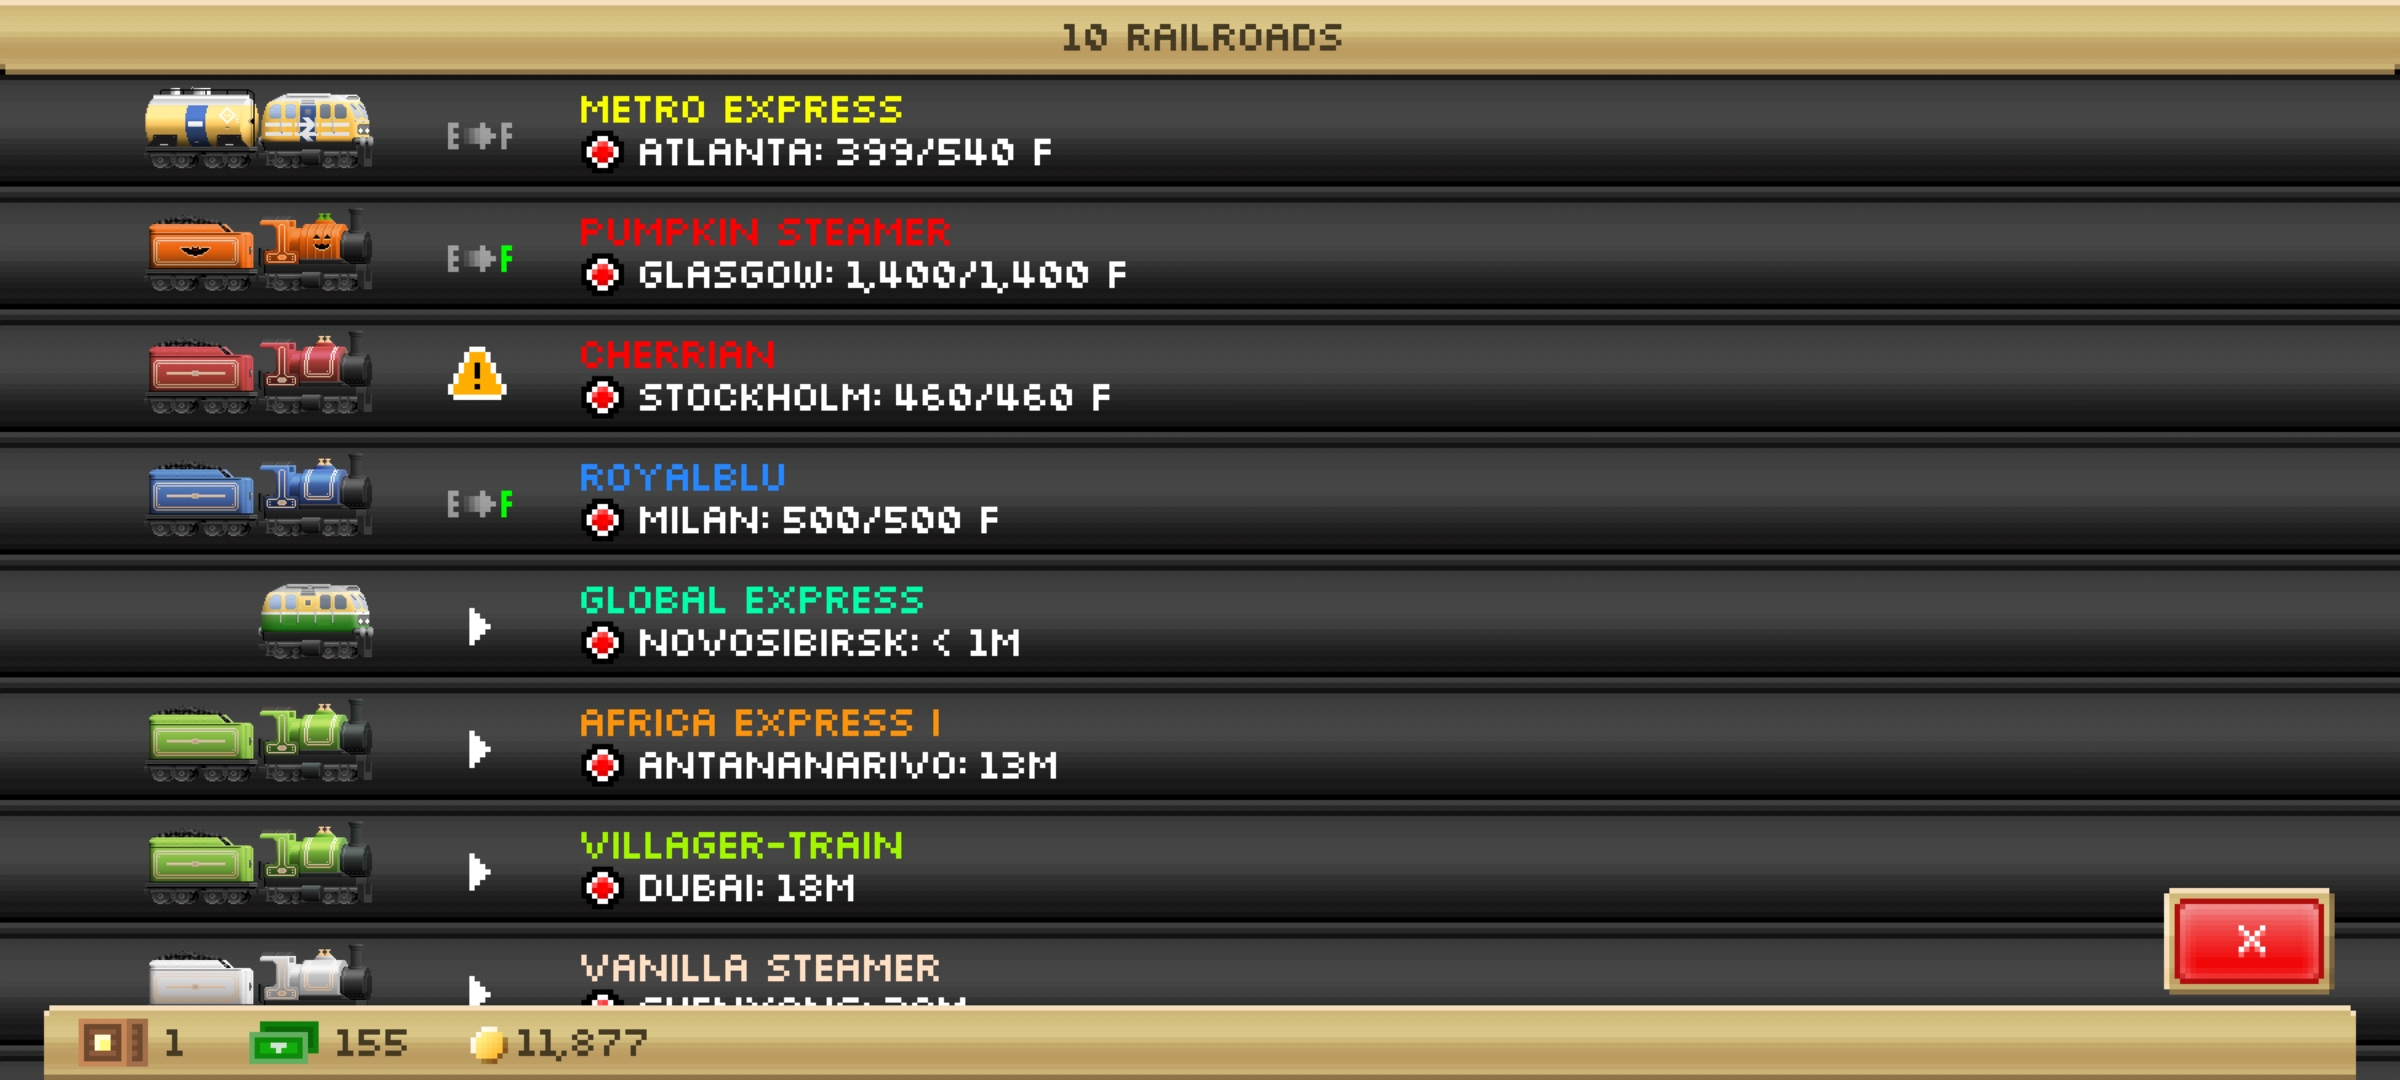 10 RAILROADS
METRO EXPRESS
E F ATLANTA: 399/540 F
PUMPKIN STEAMER
E F GLASGOW: 1,400/1,400 F
CHERRIAN
! STOCKHOLM: 460/460 F
ROYALBLU
E F MILAN: 500/500 F
GLOBAL EXPRESS
NOVOSIBIRSK: < 1M
AFRICA EXPRESS I
ANTANANARIVO: 13M
VILLAGER-TRAIN
DUBAI: 18M
X
VANILLA STEAMER
1 155 11,877